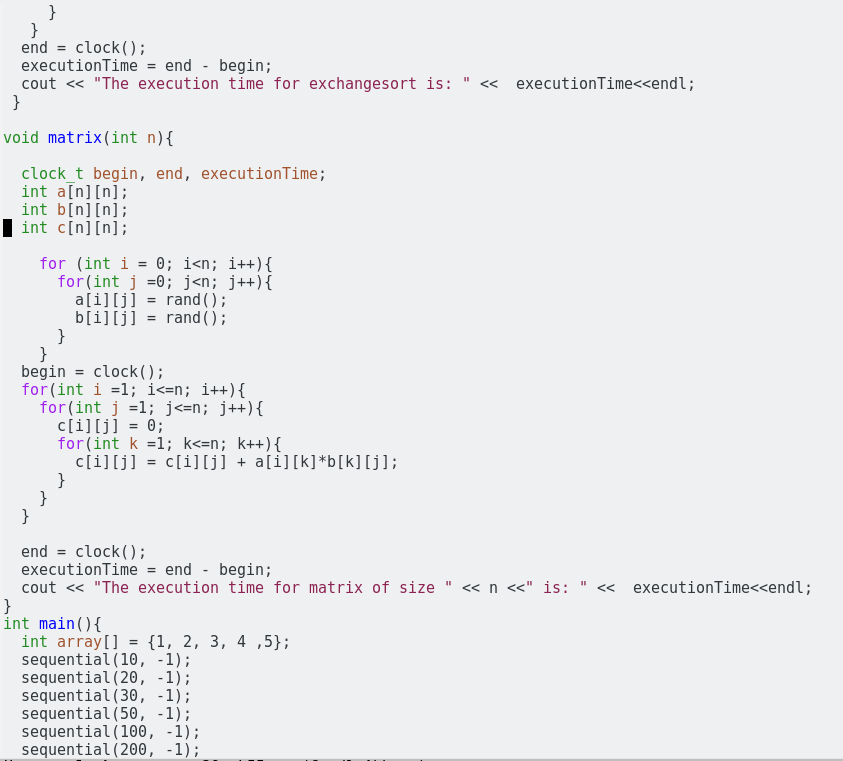 }
   }
  end = clock();
  executionTime = end - begin;
  cout << "The execution time for exchangesort is: " <<  executionTime<<endl;
 }
void matrix(int n){
  clock_t begin, end, executionTime;
  int a[n][n];
  int b[n][n];
  int c[n][n];
    for (int i = 0; i<n; i++){
      for(int j =0; j<n; j++){
        a[i][j] = rand();
        b[i][j] = rand();
      }
    }
  begin = clock();
  for(int i =1; i<=n; i++){
    for(int j =1; j<=n; j++){
      c[i][j] = 0;
      for(int k =1; k<=n; k++){
        c[i][j] = c[i][j] + a[i][k]*b[k][j];
      }
    }
  }
  end = clock();
  executionTime = end - begin;
  cout << "The execution time for matrix of size " << n <<" is: " <<  executionTime<<endl;
}
int main(){
  int array[] = {1, 2, 3, 4 ,5};
  sequential(10, -1);
  sequential(20, -1);
  sequential(30, -1);
  sequential(50, -1);
  sequential(100, -1);
  sequential(200, -1);